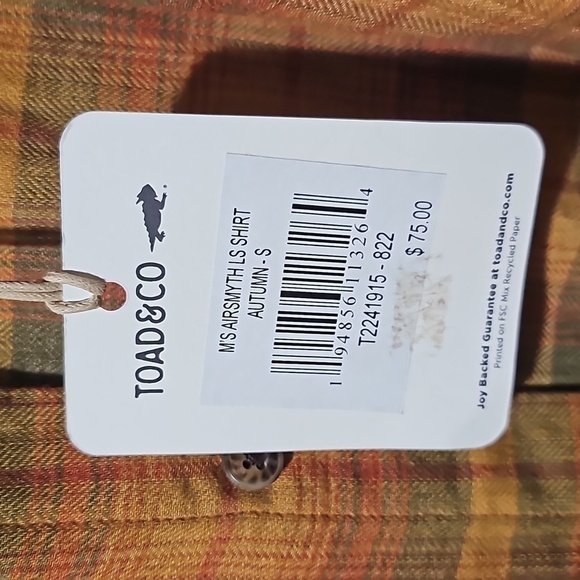 TOAD&CO
M'S AIRSMYTH LS SHIRT
AUTUMN - S
1 94856 11326 4
T2241915 - 822
$ 75.00
Joy Backed Guarantee at toadandco.com
Printed on FSC Mix Recycled Paper